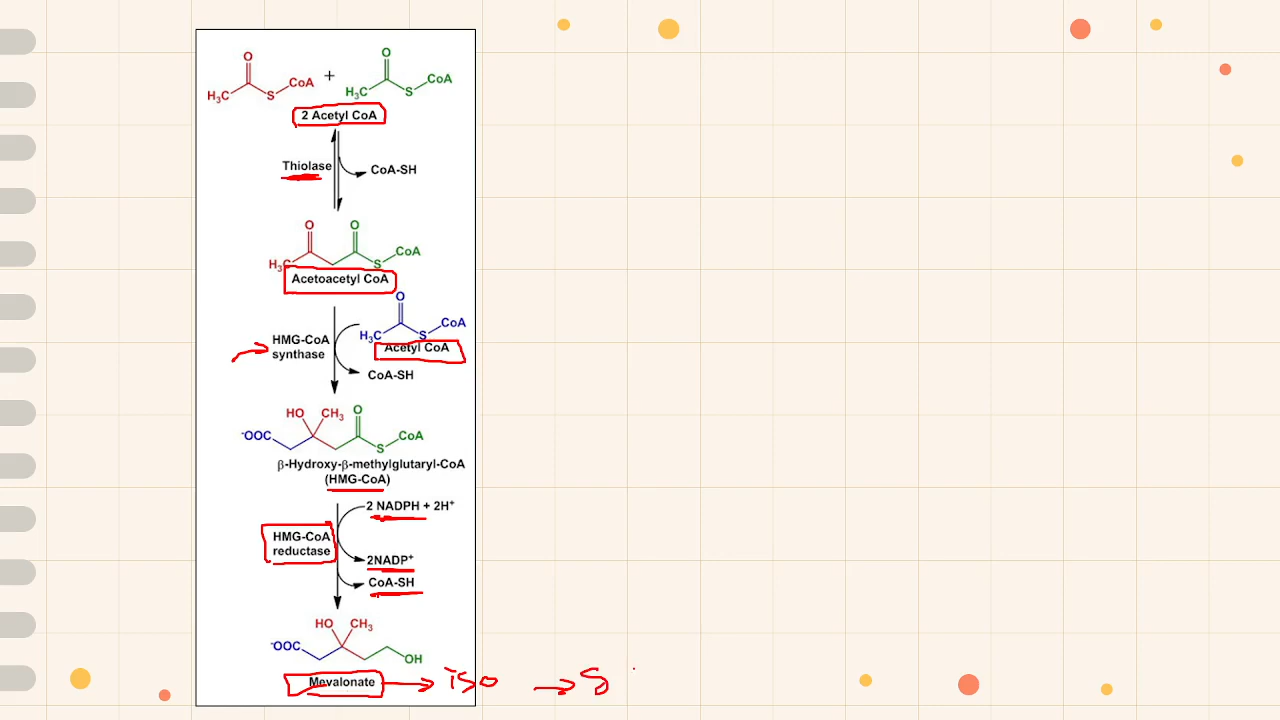 O
O
CoA
+
CoA
H₃C
S
H₃C
S
2 Acetyl CoA
Thiolase
CoA-SH
O
O
CoA
H₃C
S
Acetoacetyl CoA
O
CoA
H₃C
S
HMG-CoA
synthase
Acetyl CoA
CoA-SH
HO
CH₃
O
⁻OOC
CoA
S
β-Hydroxy-β-methylglutaryl-CoA
(HMG-CoA)
2 NADPH + 2H⁺
HMG-CoA
reductase
2NADP⁺
CoA-SH
HO
CH₃
⁻OOC
OH
Mevalonate → iso → S